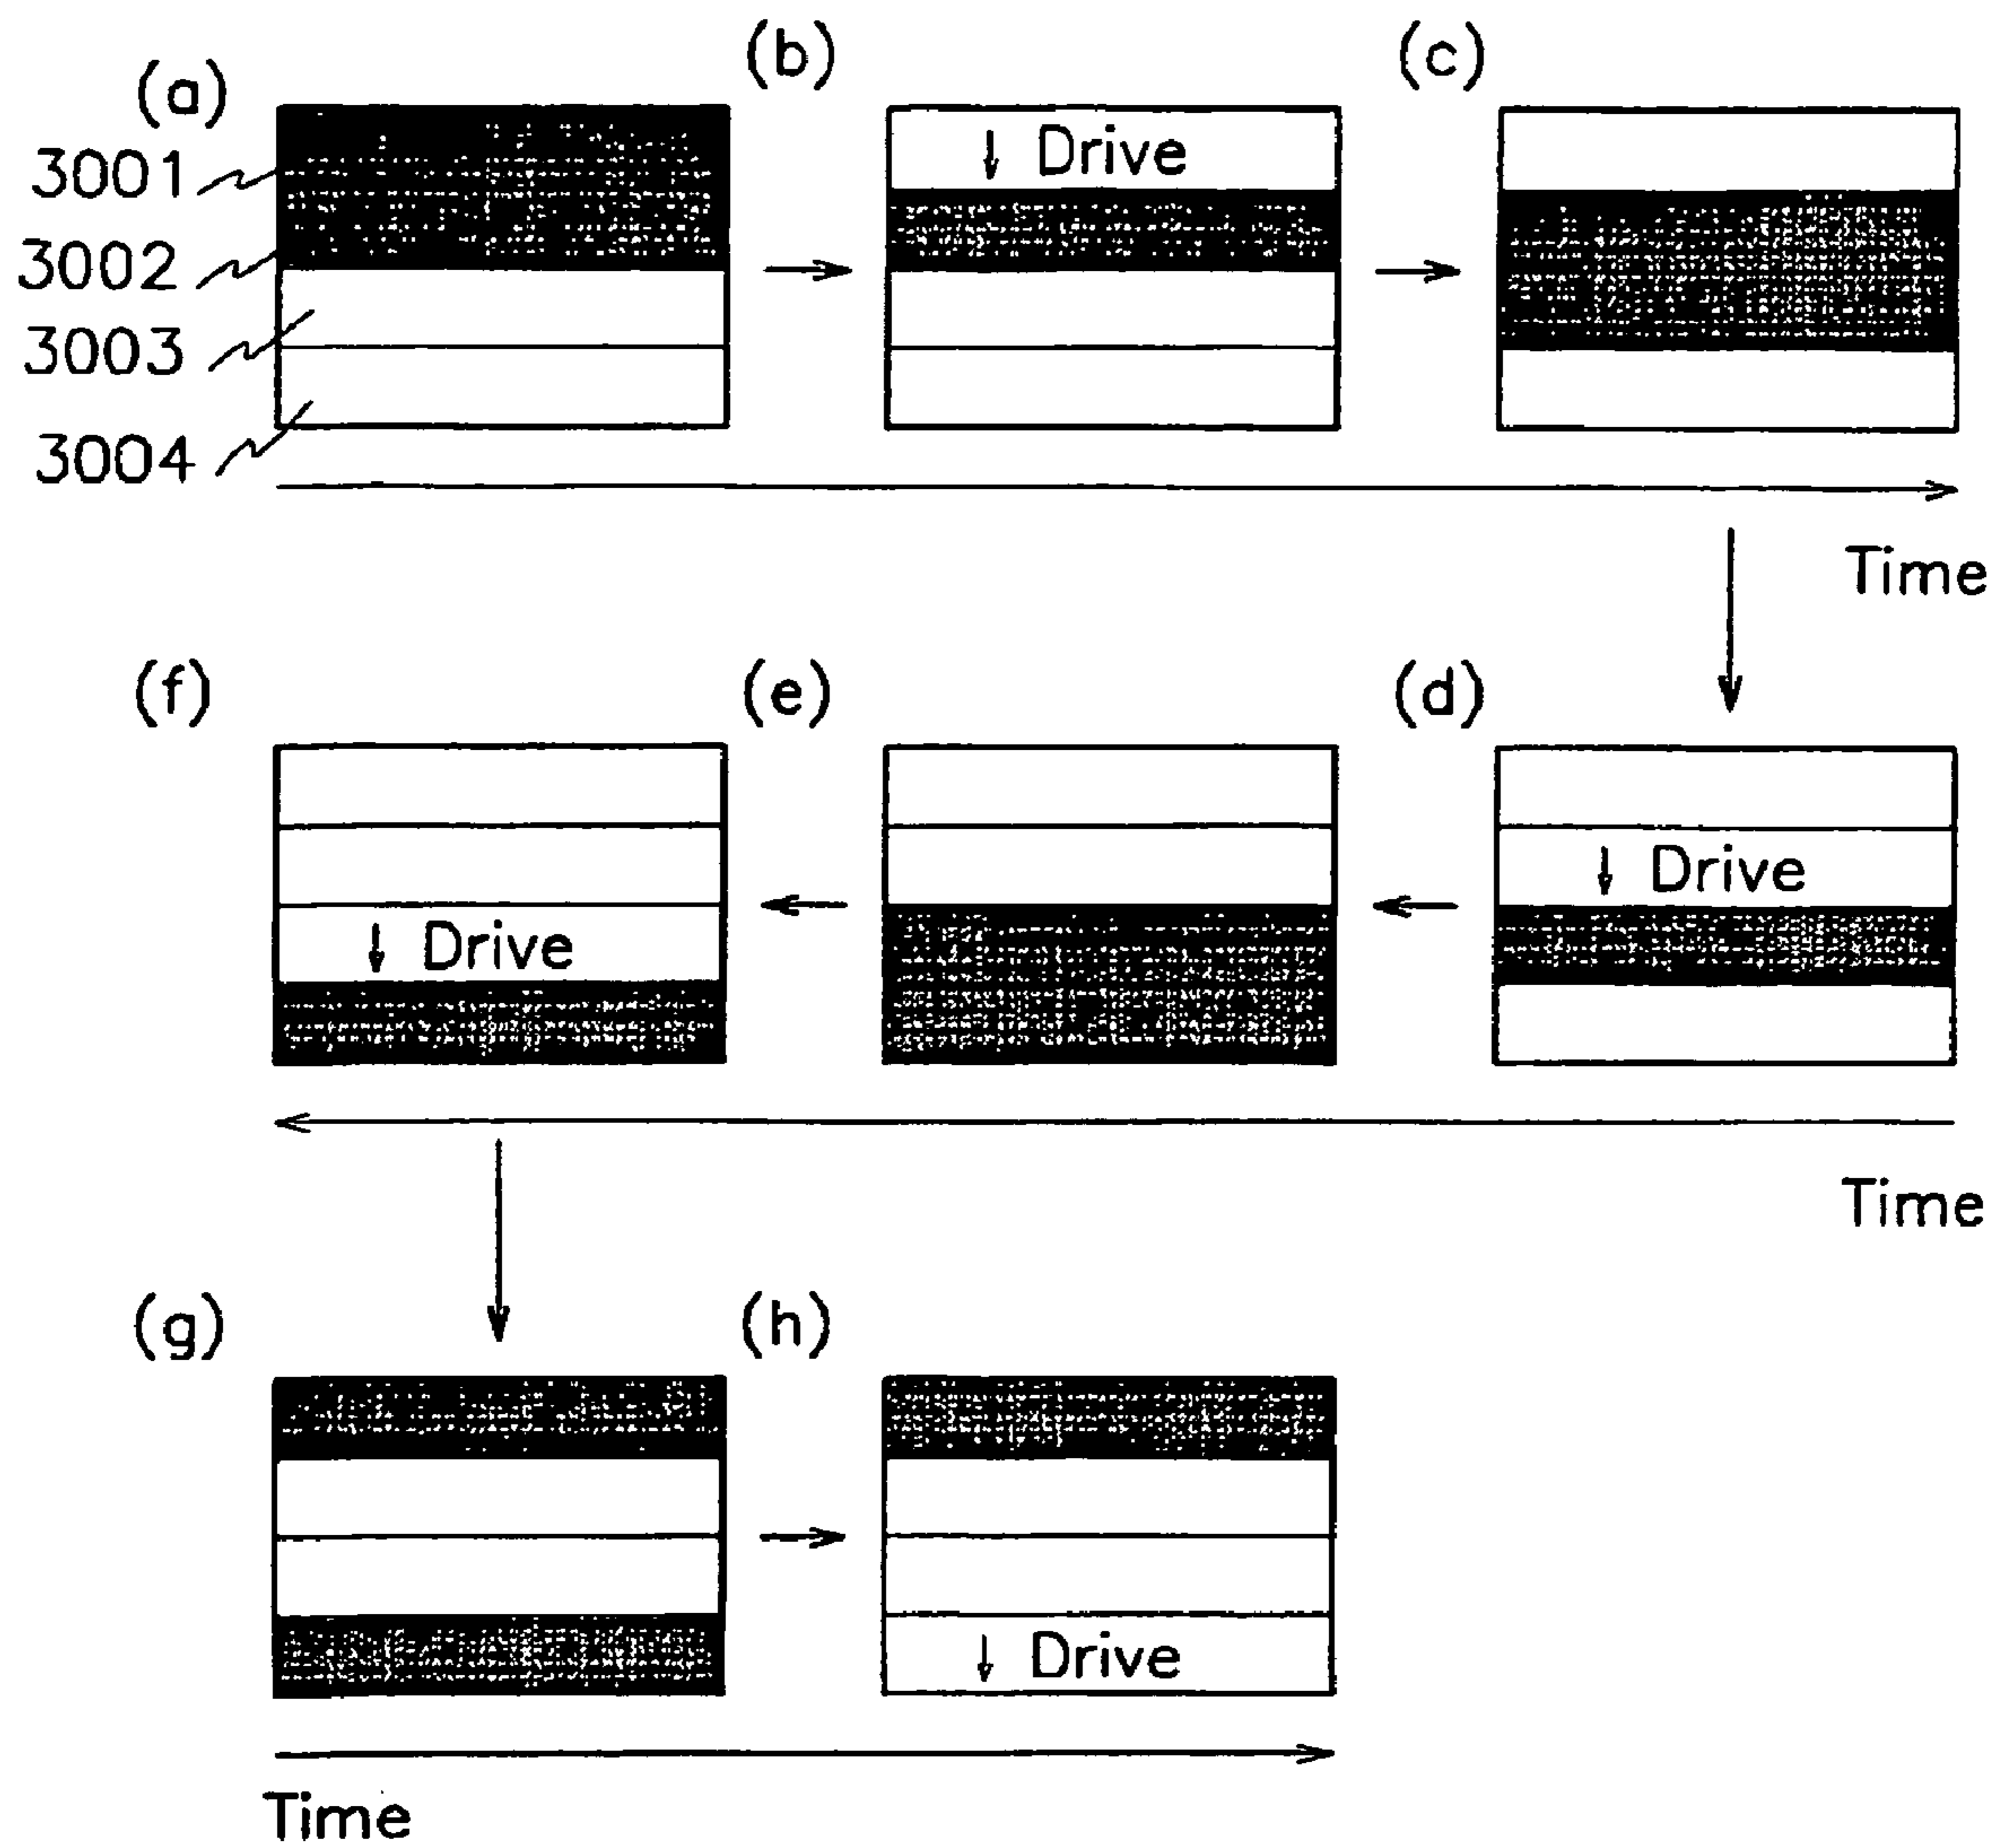 (a)
(b)
(c)
3001
↓ Drive
3002
3003
3004
Time
(f)
(e)
(d)
↓ Drive
↓ Drive
Time
(g)
(h)
↓ Drive
Time